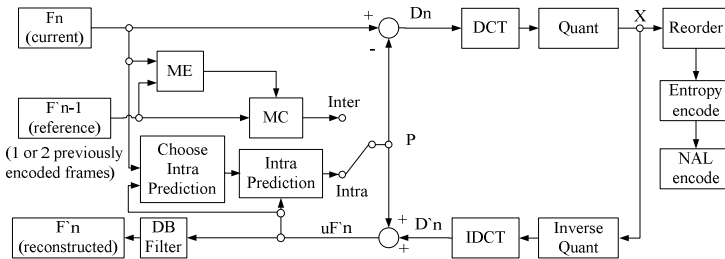 Fn
(current)
+
-
Dn
DCT
Quant
X
Reorder
ME
MC
Inter
F`n-1
(reference)
(1 or 2 previously
encoded frames)
Choose
Intra
Prediction
Intra
Prediction
Intra
P
Entropy
encode
NAL
encode
F`n
(reconstructed)
DB
Filter
uF`n
+
+
D`n
IDCT
Inverse
Quant